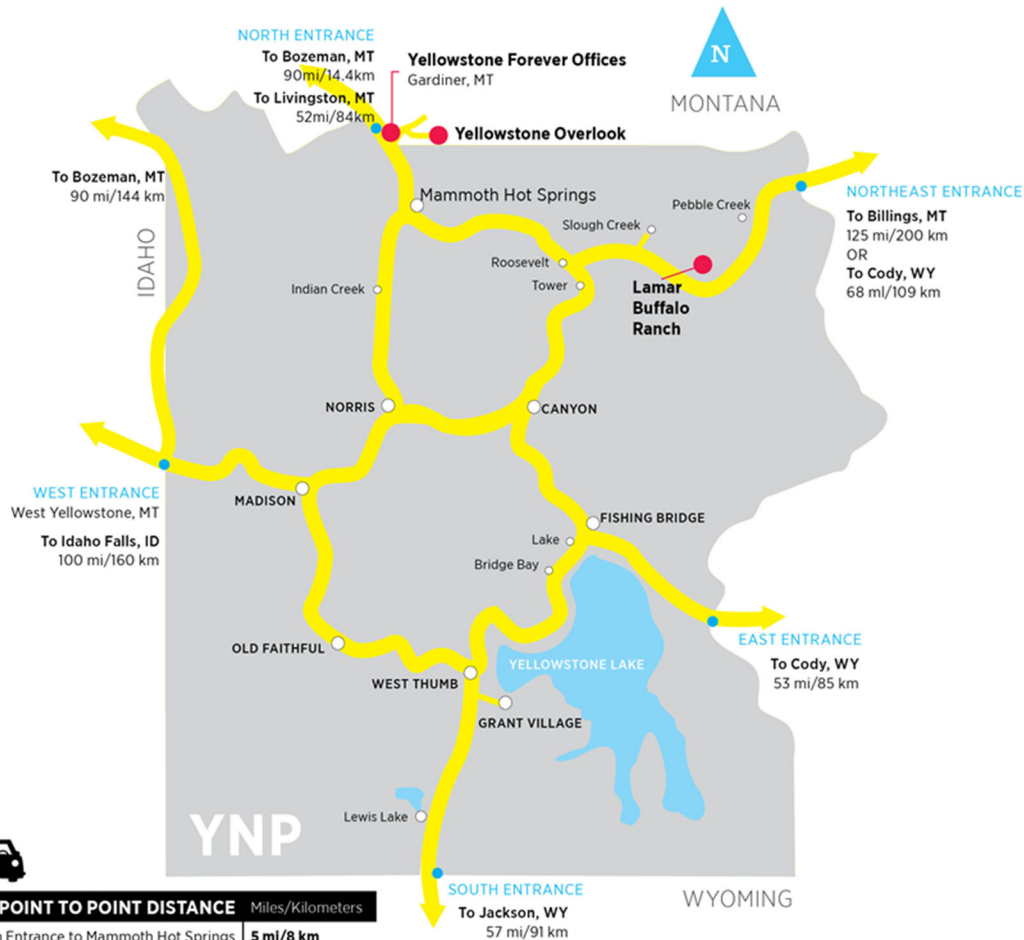 NORTH ENTRANCE
To Bozeman, MT
90mi/14.4km
To Livingston, MT
52mi/84km
Yellowstone Forever Offices
Gardiner, MT
Yellowstone Overlook
N
MONTANA
To Bozeman, MT
90 mi/144 km
IDAHO
Mammoth Hot Springs
Pebble Creek
Slough Creek
Roosevelt
Tower
Indian Creek
Lamar
Buffalo
Ranch
NORTHEAST ENTRANCE
To Billings, MT
125 mi/200 km
OR
To Cody, WY
68 ml/109 km
NORRIS
CANYON
WEST ENTRANCE
West Yellowstone, MT
To Idaho Falls, ID
100 mi/160 km
MADISON
FISHING BRIDGE
Lake
Bridge Bay
OLD FAITHFUL
WEST THUMB
YELLOWSTONE LAKE
GRANT VILLAGE
EAST ENTRANCE
To Cody, WY
53 mi/85 km
Lewis Lake
YNP
SOUTH ENTRANCE
To Jackson, WY
57 mi/91 km
WYOMING
POINT TO POINT DISTANCE Miles/Kilometers
Entrance to Mammoth Hot Springs 5 mi/8 km